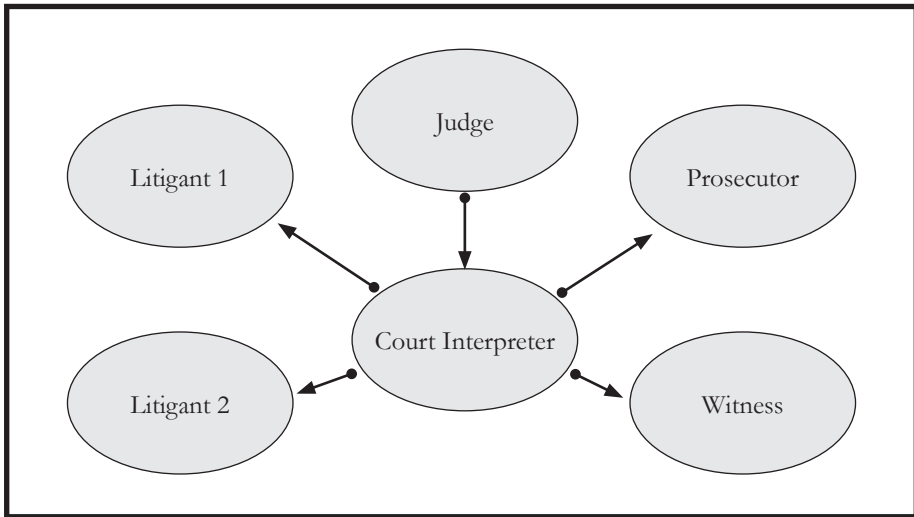 Judge
Litigant 1
Prosecutor
Court Interpreter
Litigant 2
Witness